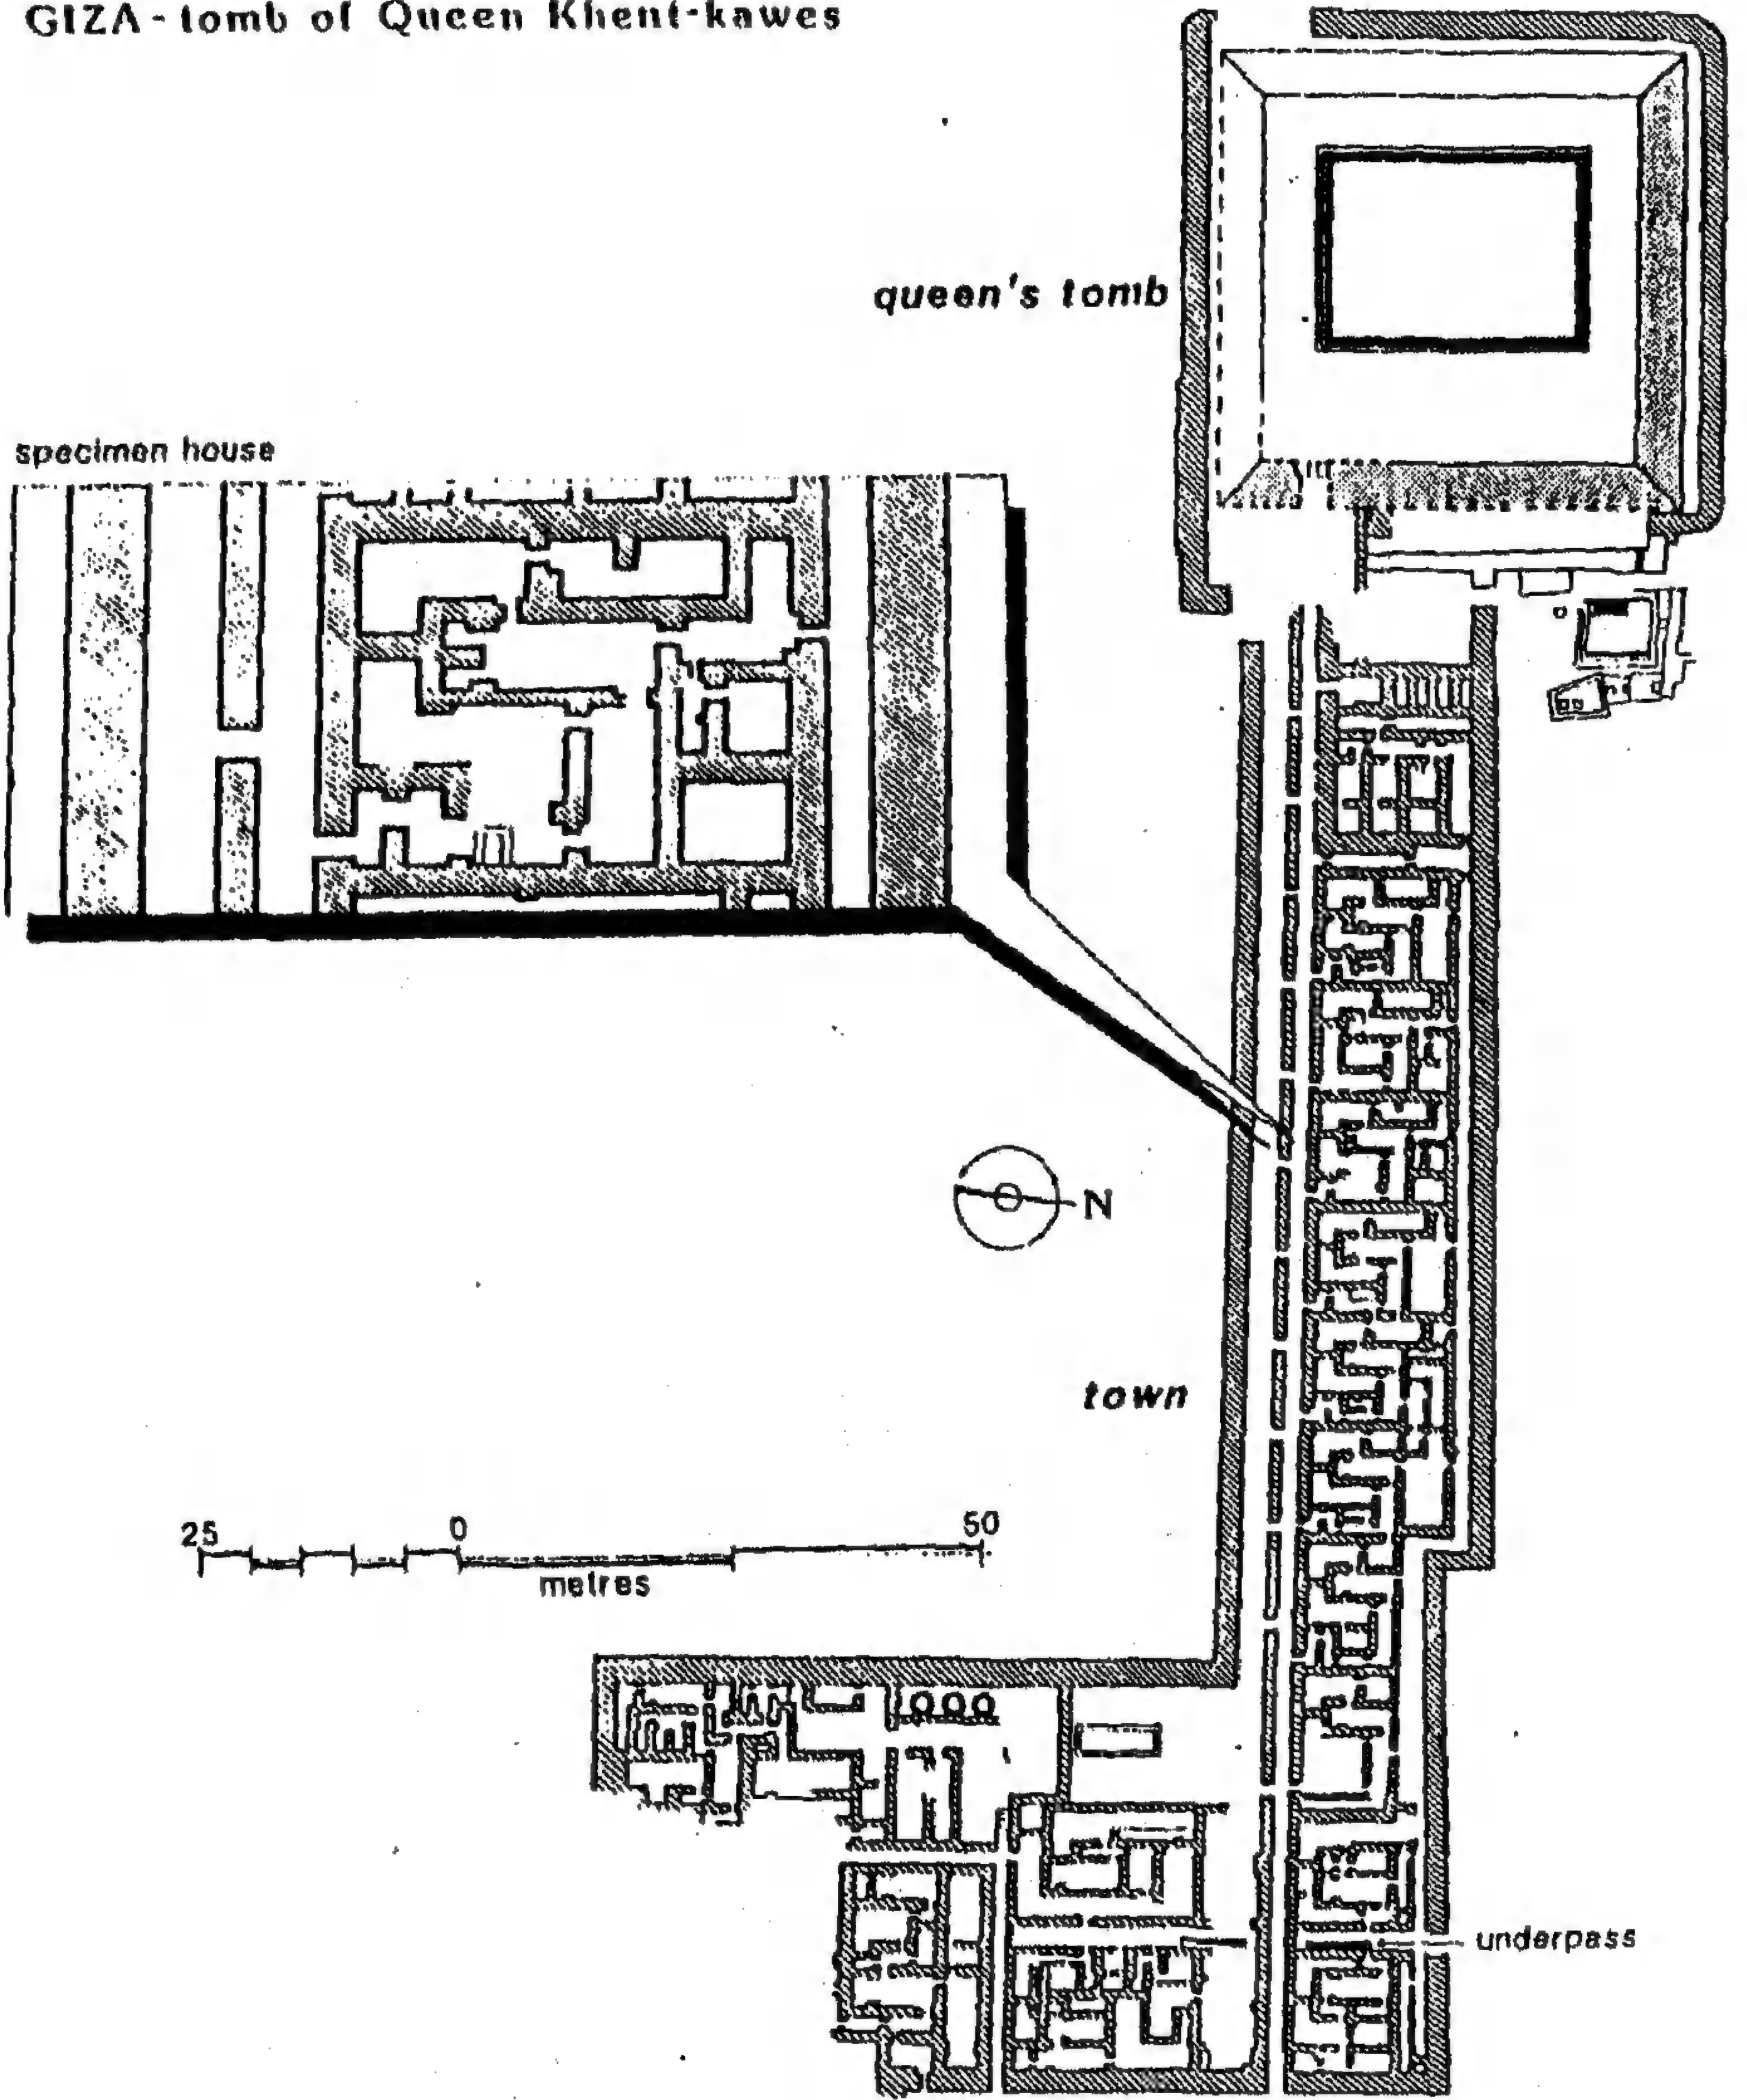 GIZA - tomb of Queen Khent-kawes
queen's tomb
specimen house
N
town
25 0 50
metres
underpass